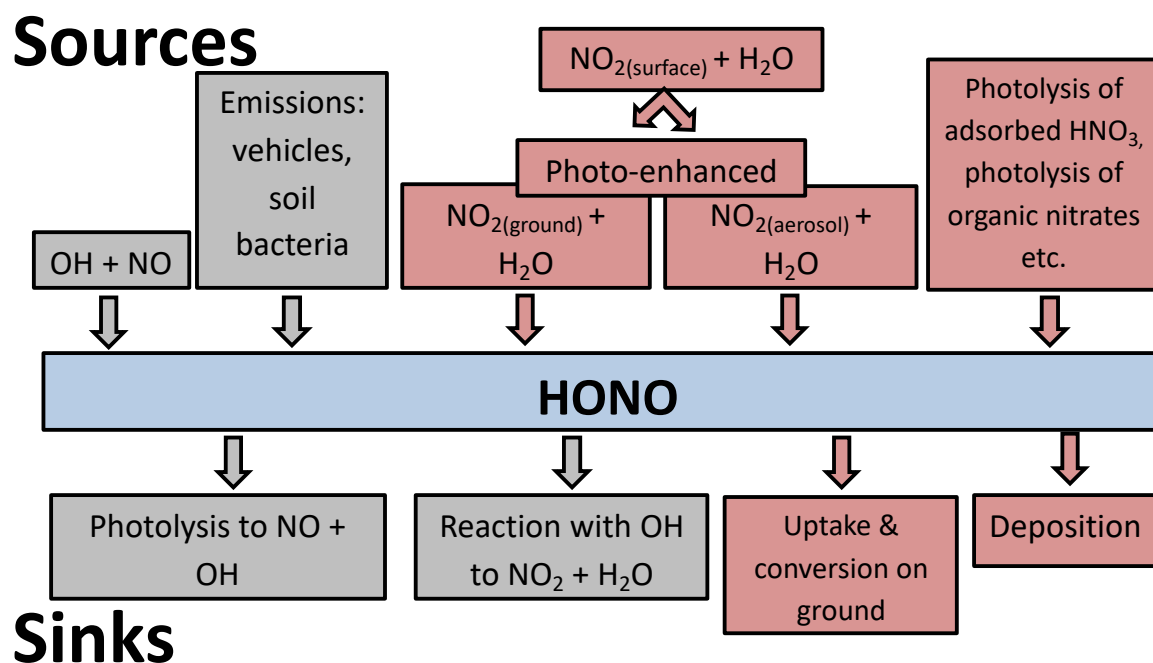 Sources
NO₂(surface) + H₂O
Emissions:
vehicles,
soil
bacteria
Photolysis of
adsorbed HNO₃,
photolysis of
organic nitrates
etc.
Photo-enhanced
OH + NO
NO₂(ground) +
H₂O
NO₂(aerosol) +
H₂O
HONO
Photolysis to NO +
OH
Reaction with OH
to NO₂ + H₂O
Uptake &
conversion on
ground
Deposition
Sinks